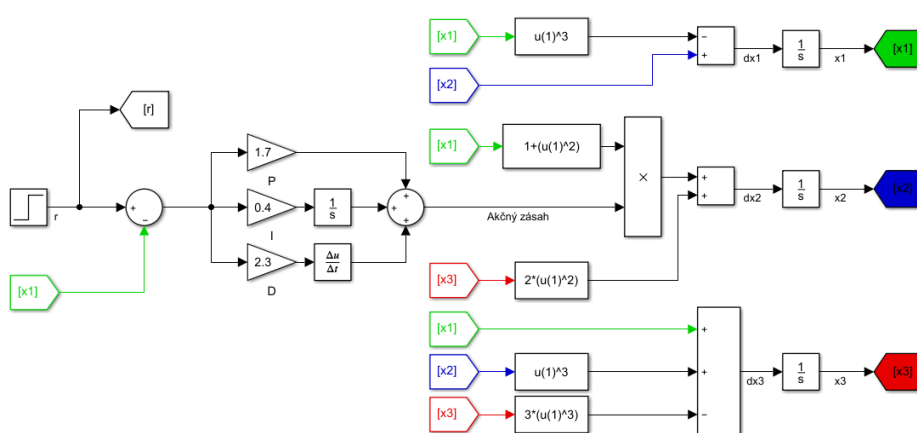 [x1]
u(1)^3
−
+
dx1
1
s
x1
[x1]
[x2]
[r]
r
+
−
[x1]
1.7
P
0.4
I
1
s
2.3
D
Δu
Δt
+
+
+
Akčný zásah
[x1]
1+(u(1)^2)
×
[x3]
2*(u(1)^2)
+
+
dx2
1
s
x2
[x2]
[x1]
[x2]
u(1)^3
[x3]
3*(u(1)^3)
+
+
−
dx3
1
s
x3
[x3]